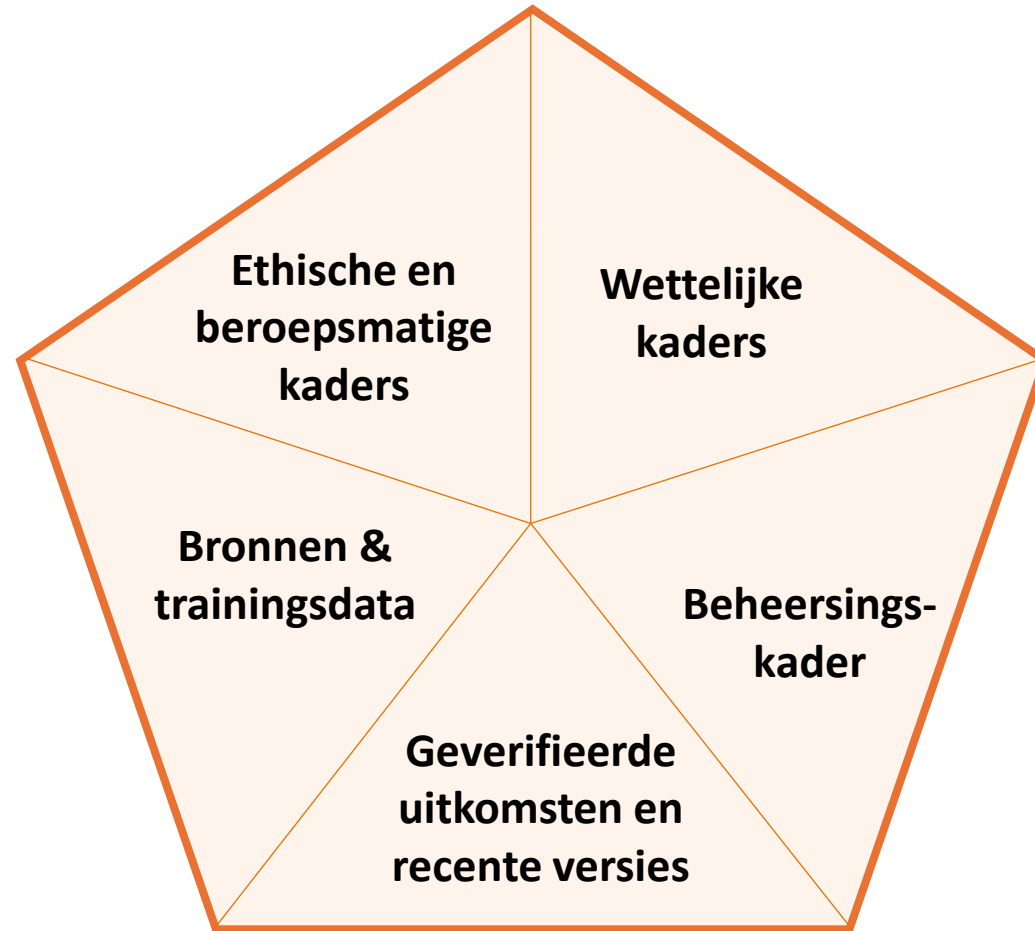 Ethische en
beroepsmatige
kaders
Wettelijke
kaders
Bronnen &
trainingsdata
Beheersings-
kader
Geverifieerde
uitkomsten en
recente versies